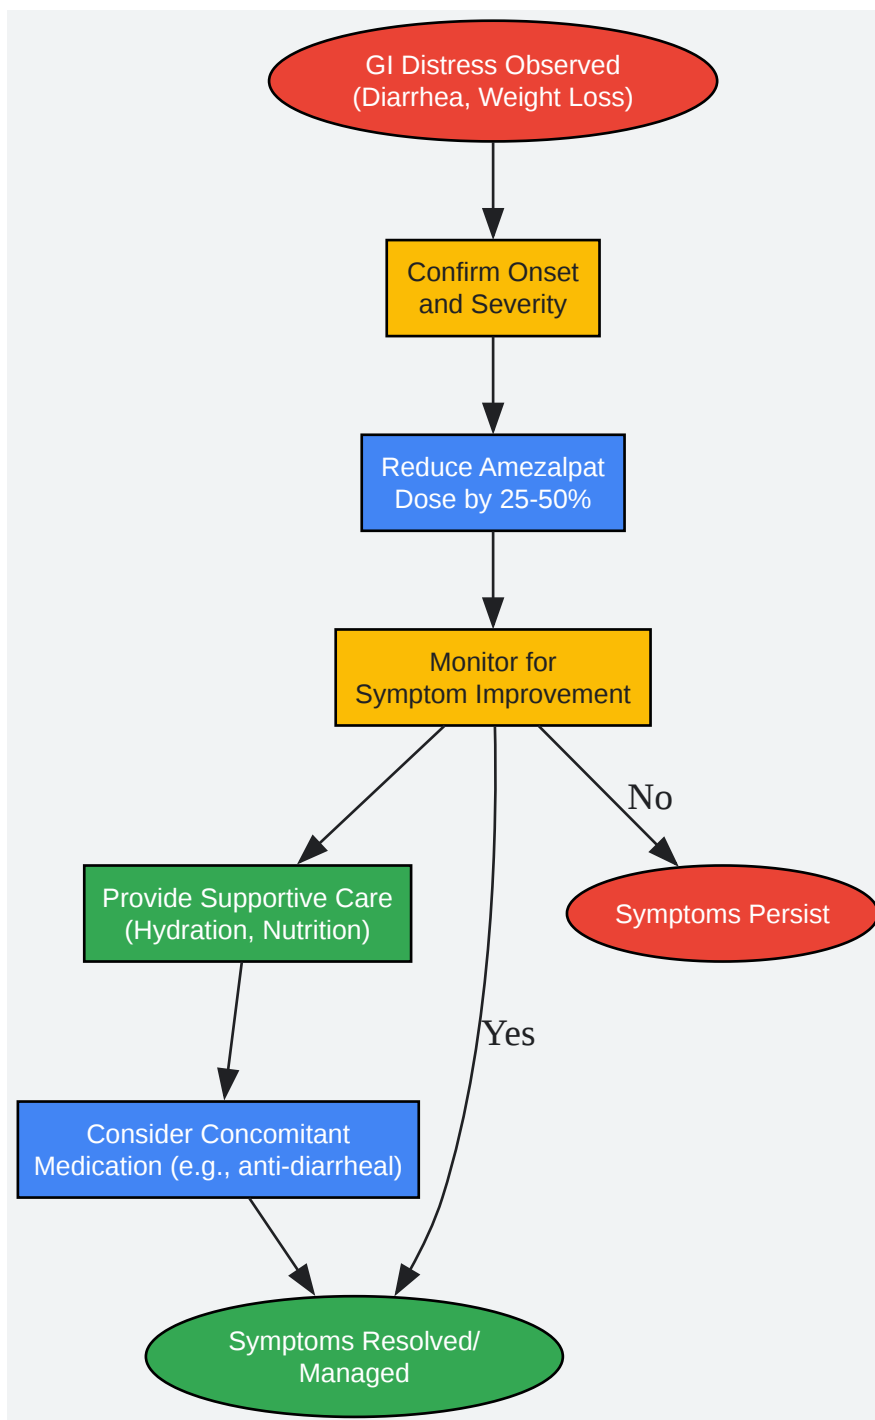 GI Distress Observed
(Diarrhea, Weight Loss)
Confirm Onset
and Severity
Reduce Amezalpat
Dose by 25-50%
Monitor for
Symptom Improvement
No
Provide Supportive Care
(Hydration, Nutrition)
Symptoms Persist
Yes
Consider Concomitant
Medication (e.g., anti-diarrheal)
Symptoms Resolved/
Managed